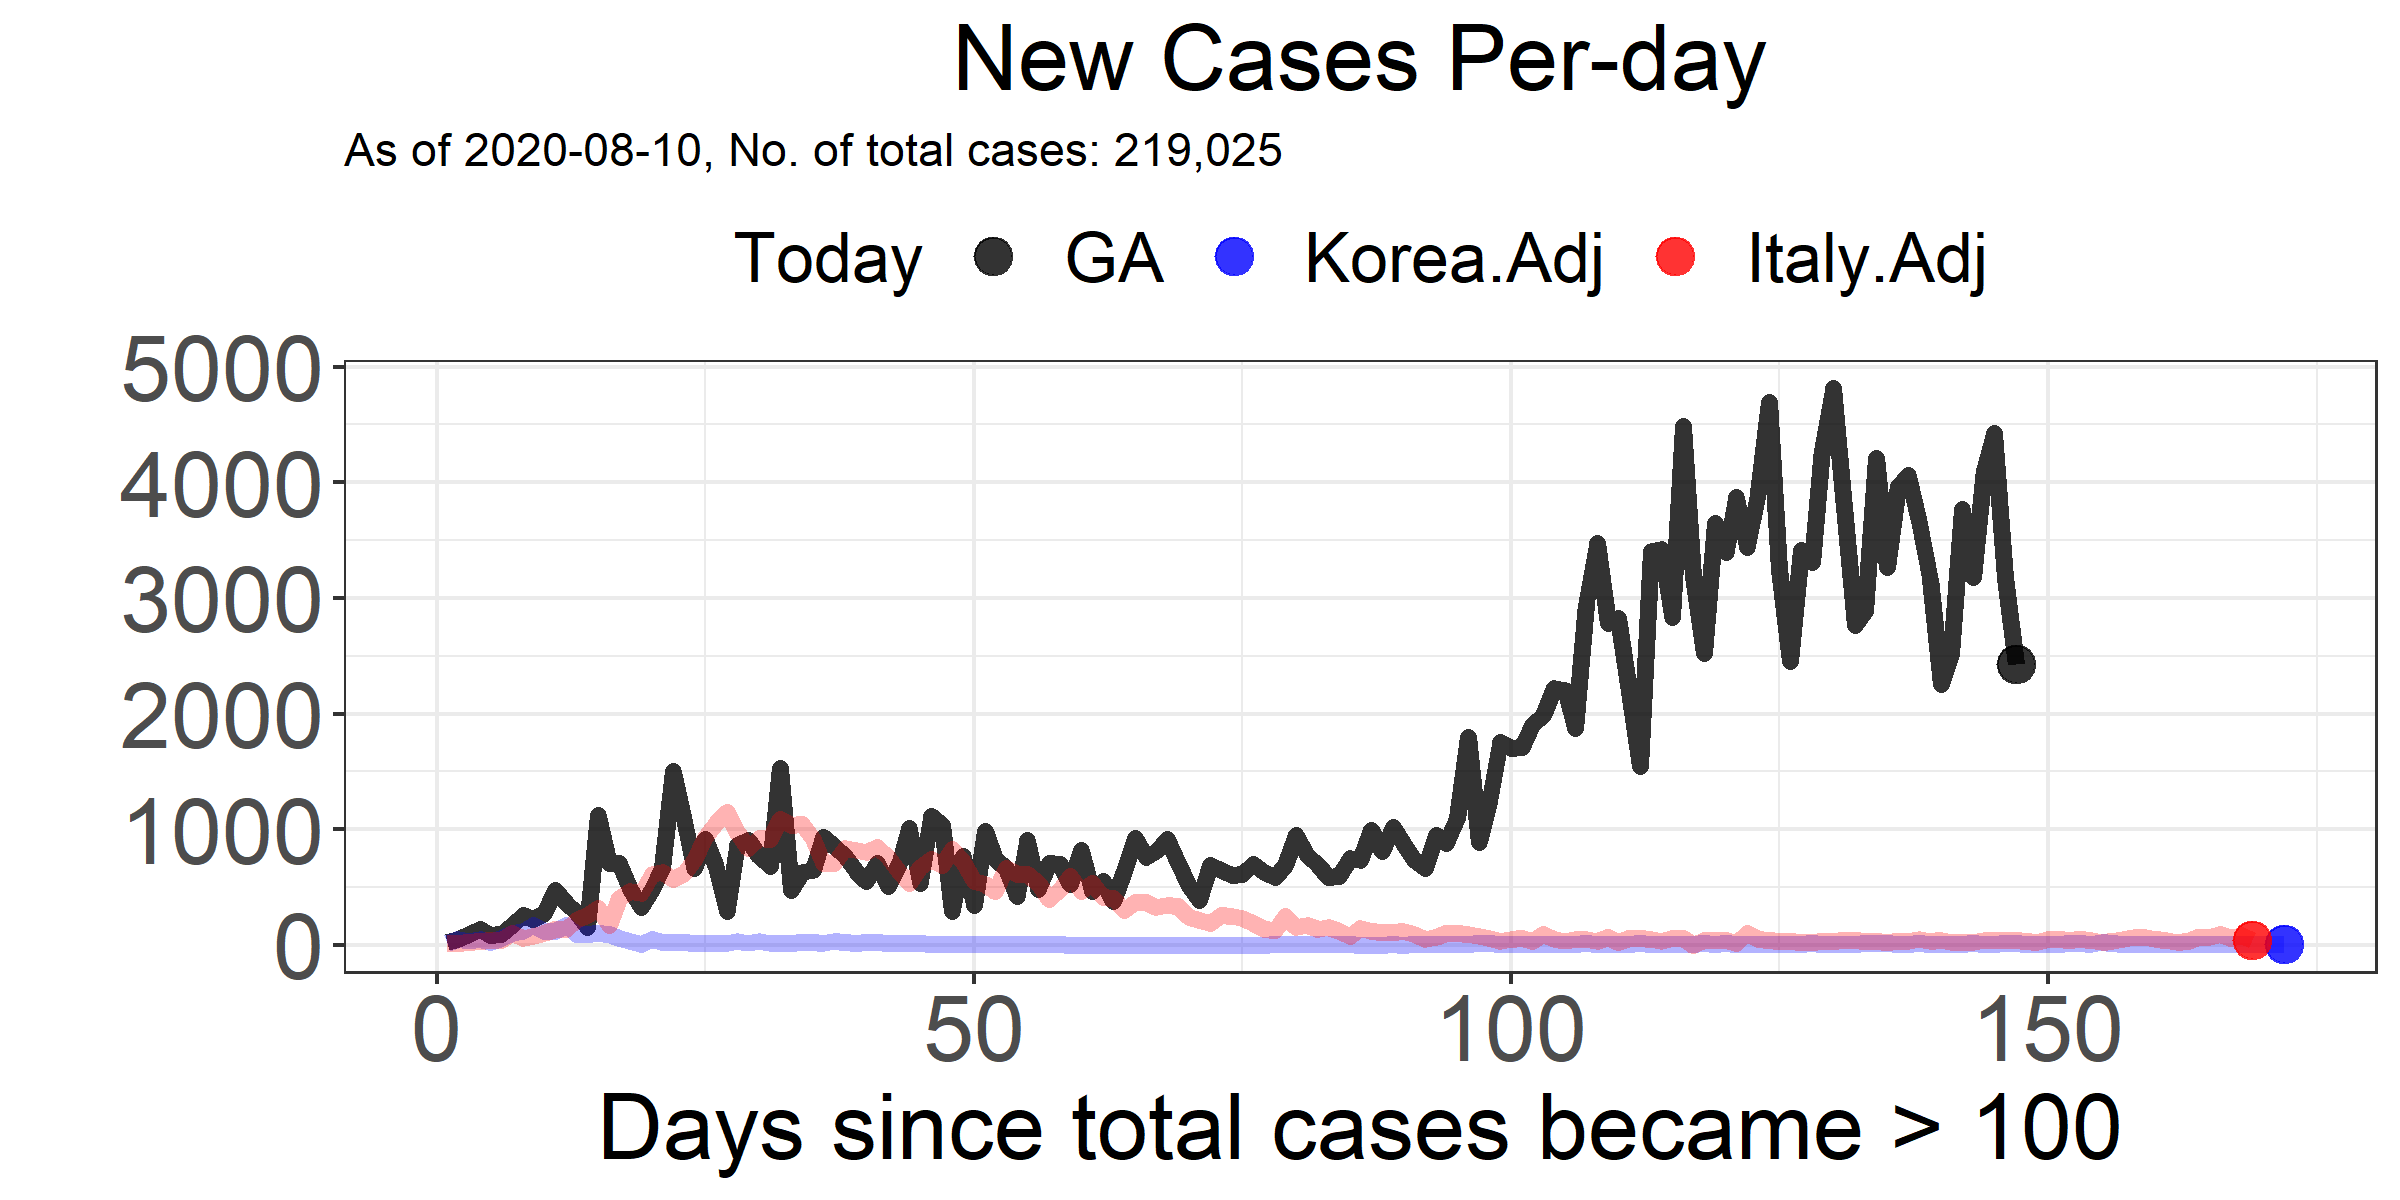 New Cases Per-day
As of 2020-08-10, No. of total cases: 219,025
Today GA Korea.Adj Italy.Adj
5000
4000
3000
2000
1000
0
0 50 100 150
Days since total cases became > 100